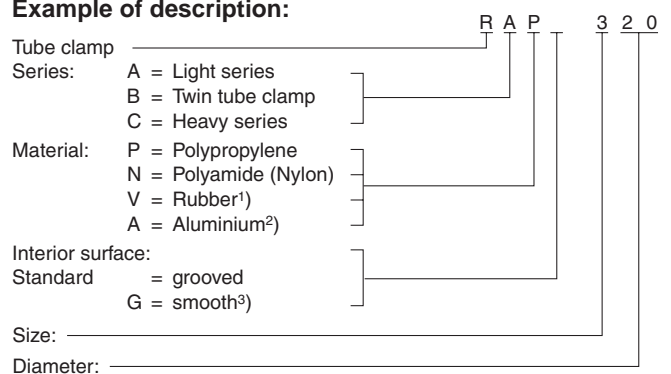 Example of description:
R A P 3 2 0
Tube clamp
Series: A = Light series
B = Twin tube clamp
C = Heavy series
Material: P = Polypropylene
N = Polyamide (Nylon)
V = Rubber¹)
A = Aluminium²)
Interior surface:
Standard = grooved
G = smooth³)
Size:
Diameter: